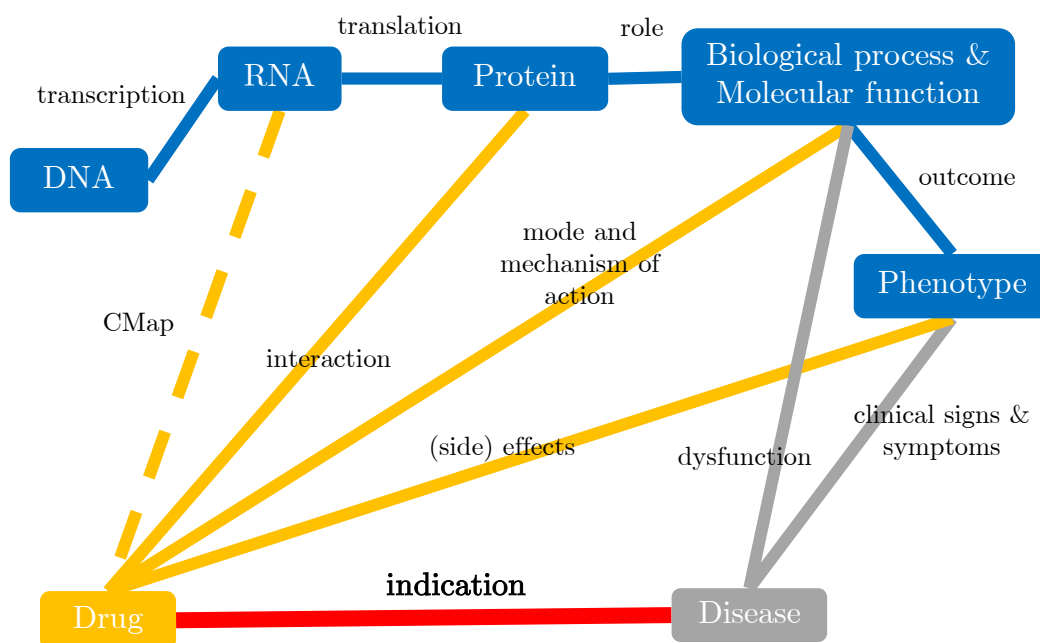 translation
role
RNA
Protein
Biological process &
Molecular function
transcription
DNA
outcome
mode and
mechanism of
action
Phenotype
CMap
interaction
clinical signs &
symptoms
(side) effects
dysfunction
indication
Drug
Disease